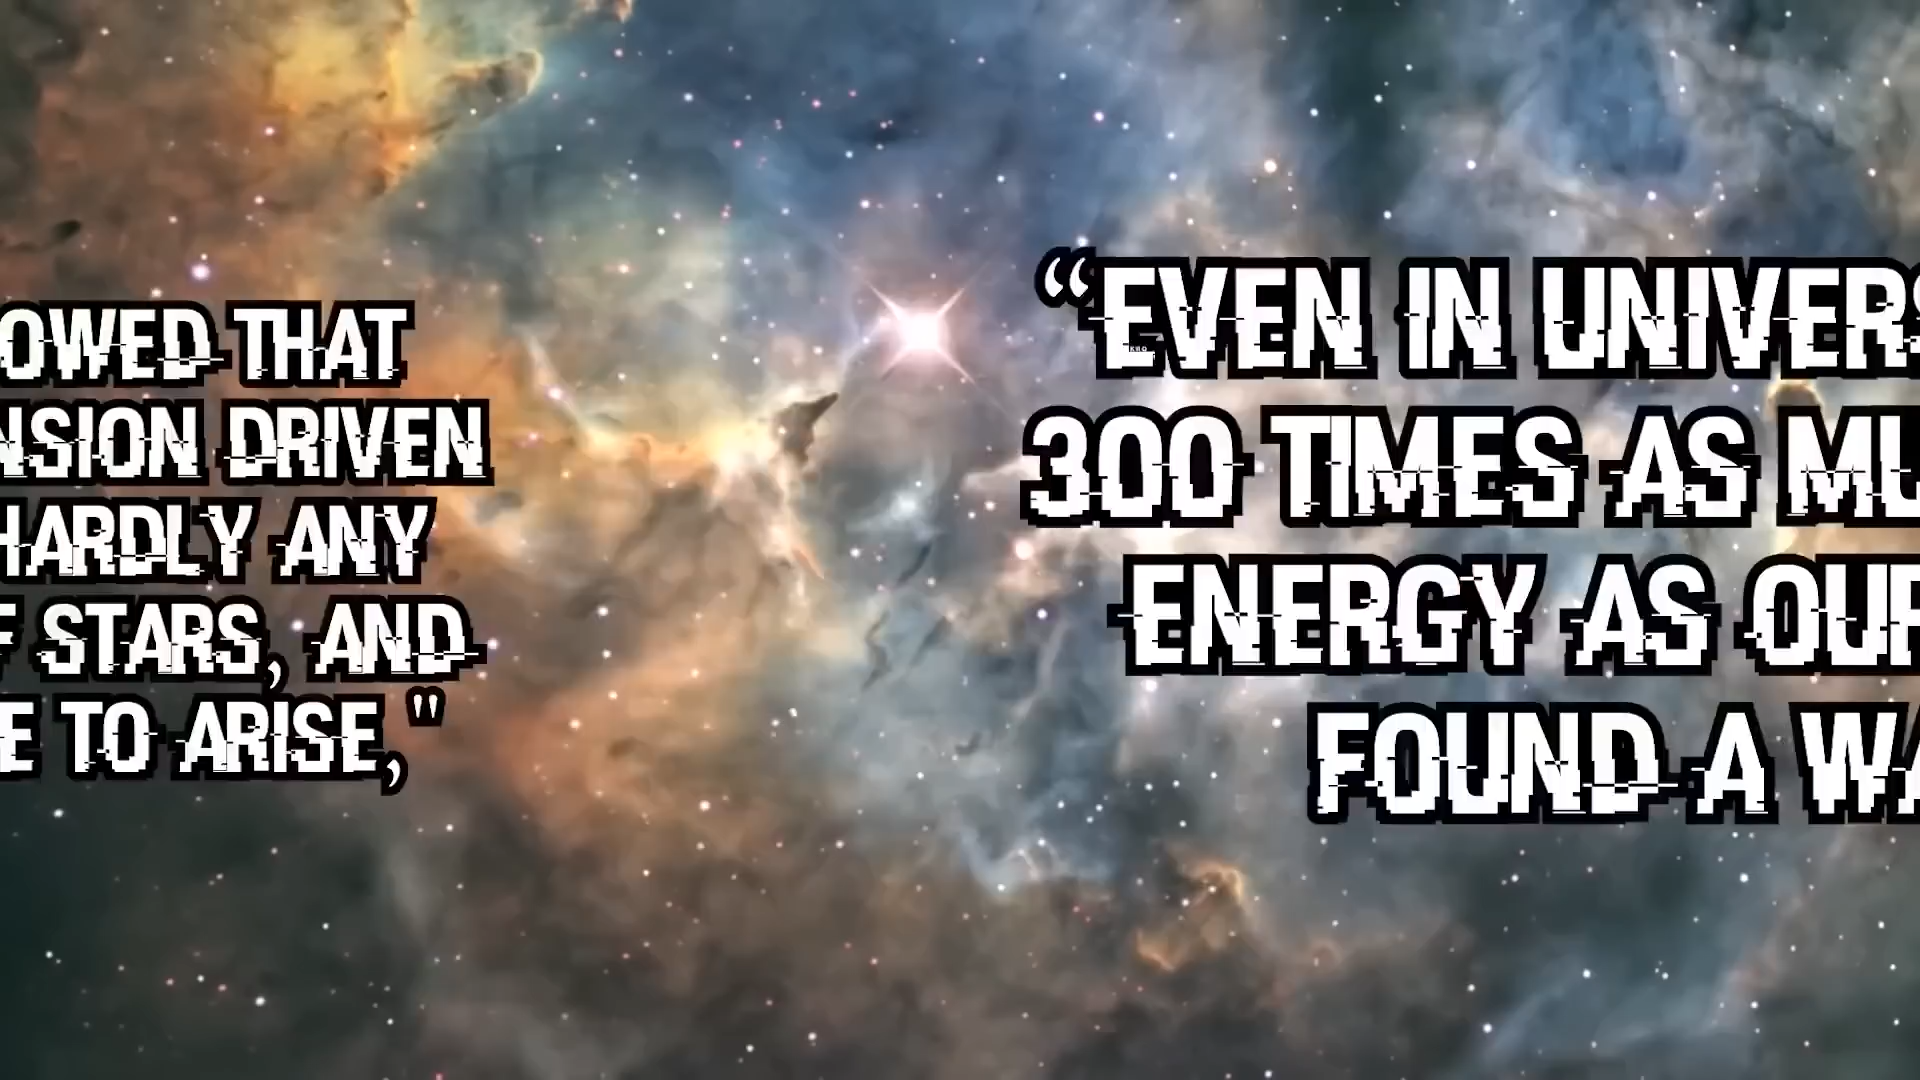 OWED THAT
NSION DRIVEN
HARDLY ANY
F STARS, AND
E TO ARISE,"
“EVEN IN UNIVERS
300 TIMES AS MU
ENERGY AS OUR
FOUND A WA